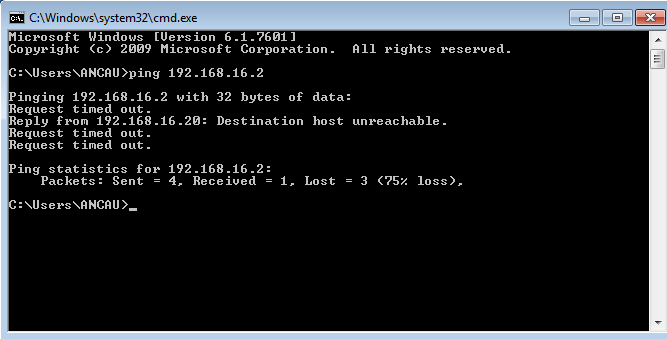 C:\Windows\system32\cmd.exe
Microsoft Windows [Version 6.1.7601]
Copyright (c) 2009 Microsoft Corporation.  All rights reserved.
C:\Users\ANCAU>ping 192.168.16.2
Pinging 192.168.16.2 with 32 bytes of data:
Request timed out.
Reply from 192.168.16.20: Destination host unreachable.
Request timed out.
Request timed out.
Ping statistics for 192.168.16.2:
    Packets: Sent = 4, Received = 1, Lost = 3 (75% loss),
C:\Users\ANCAU>_